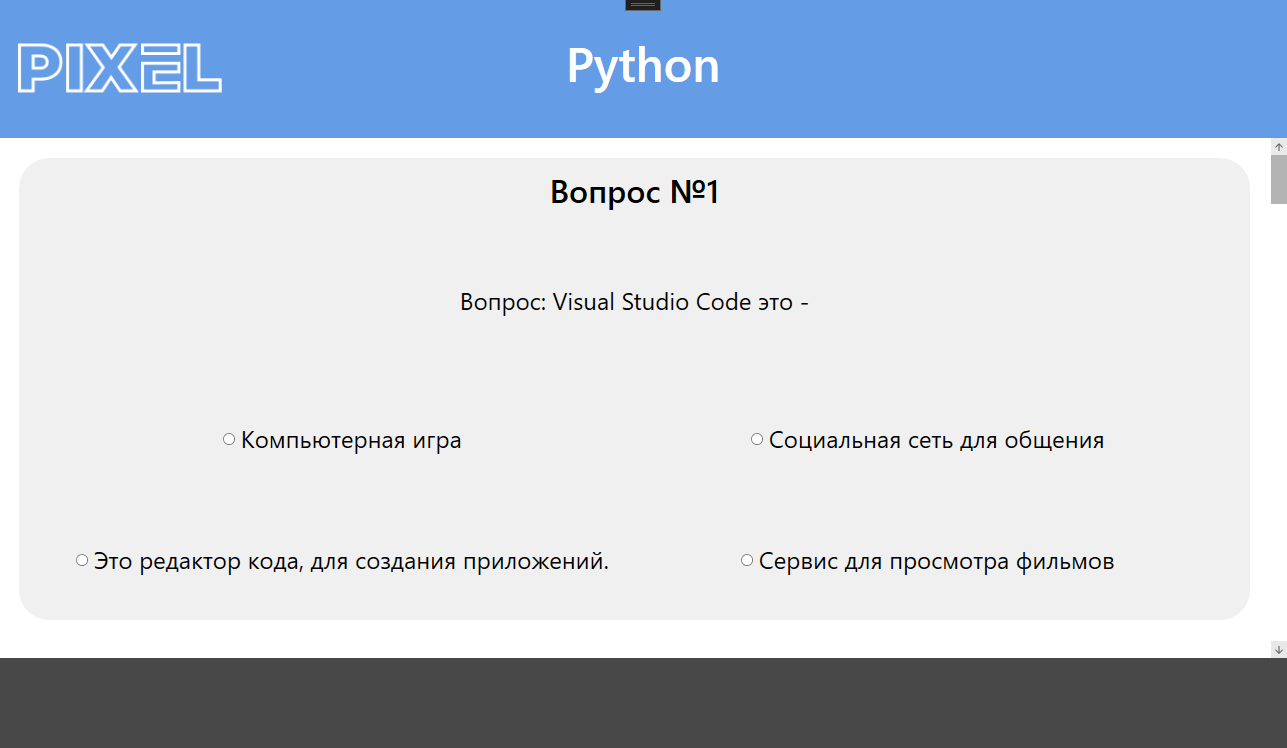 PIXEL
Python
Вопрос №1
Вопрос: Visual Studio Code это -
Компьютерная игра
Социальная сеть для общения
Это редактор кода, для создания приложений.
Сервис для просмотра фильмов